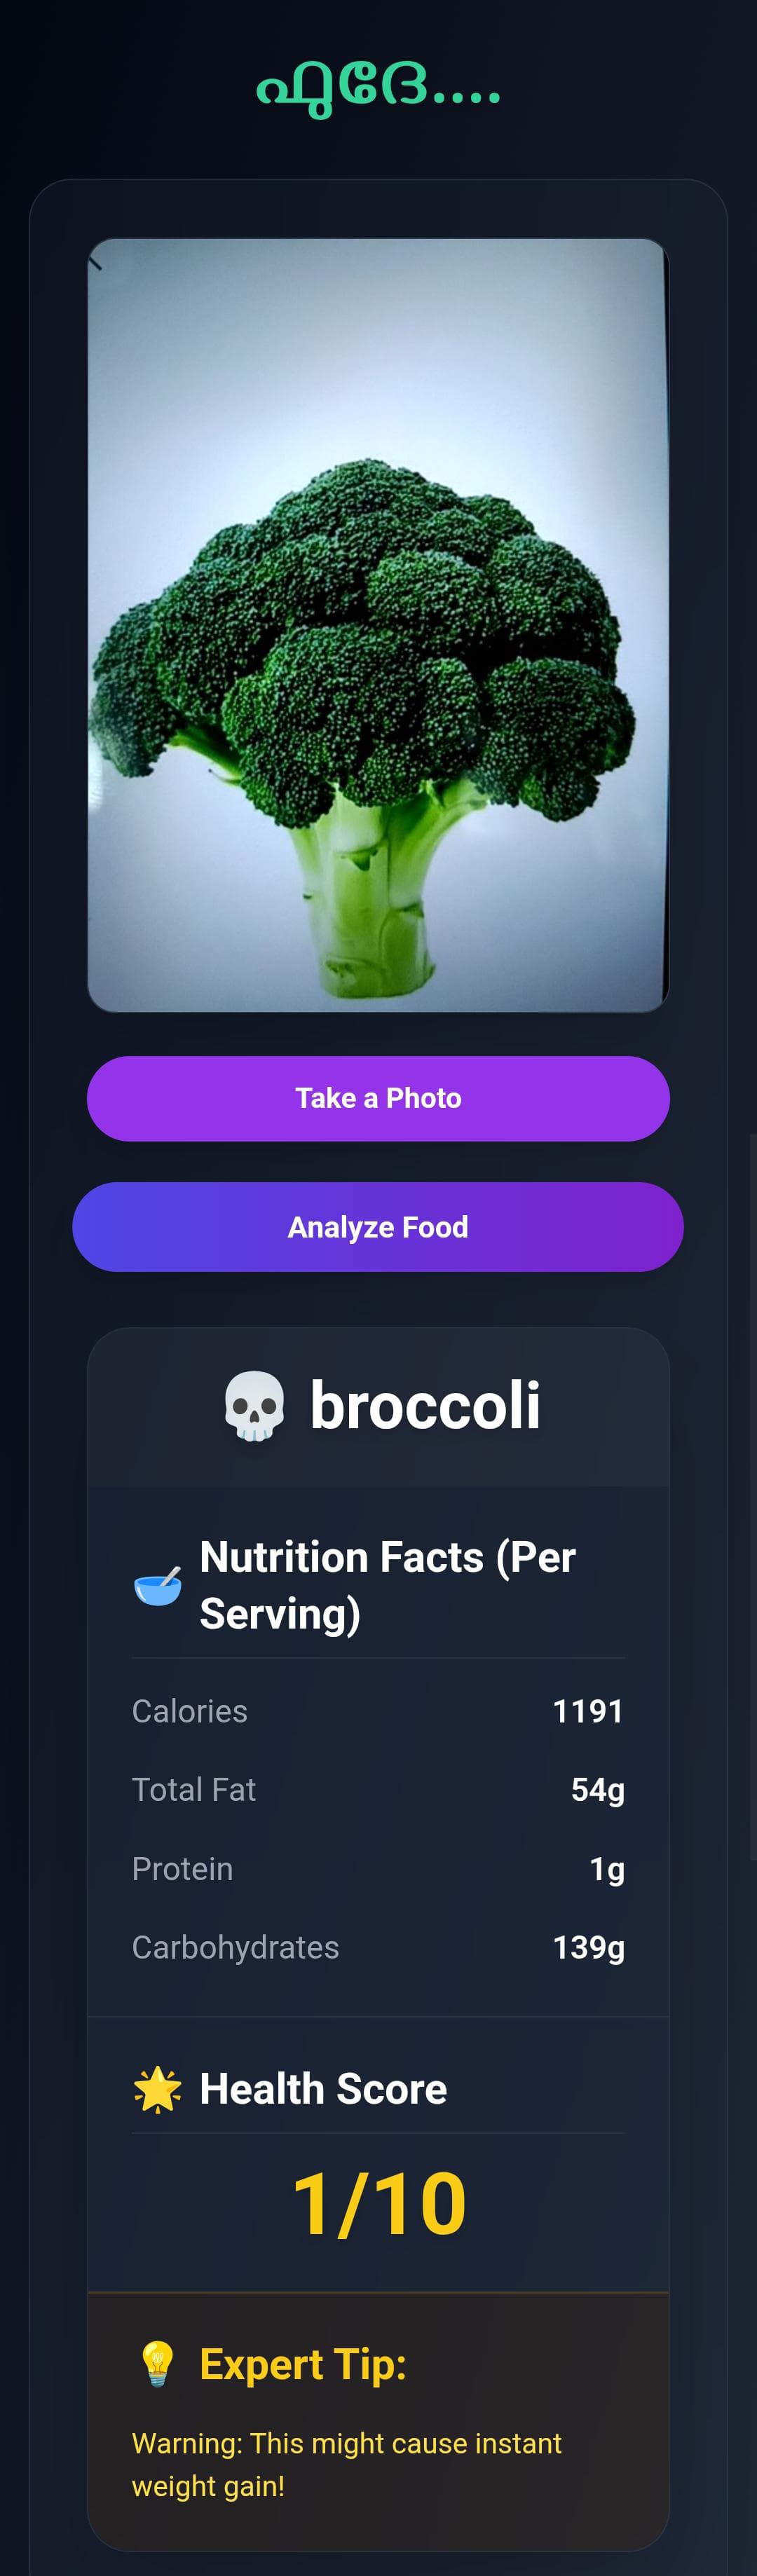 ഫുദേ....
Take a Photo
Analyze Food
💀 broccoli
🥣 Nutrition Facts (Per
Serving)
Calories 1191
Total Fat 54g
Protein 1g
Carbohydrates 139g
🌟 Health Score
1/10
💡 Expert Tip:
Warning: This might cause instant
weight gain!